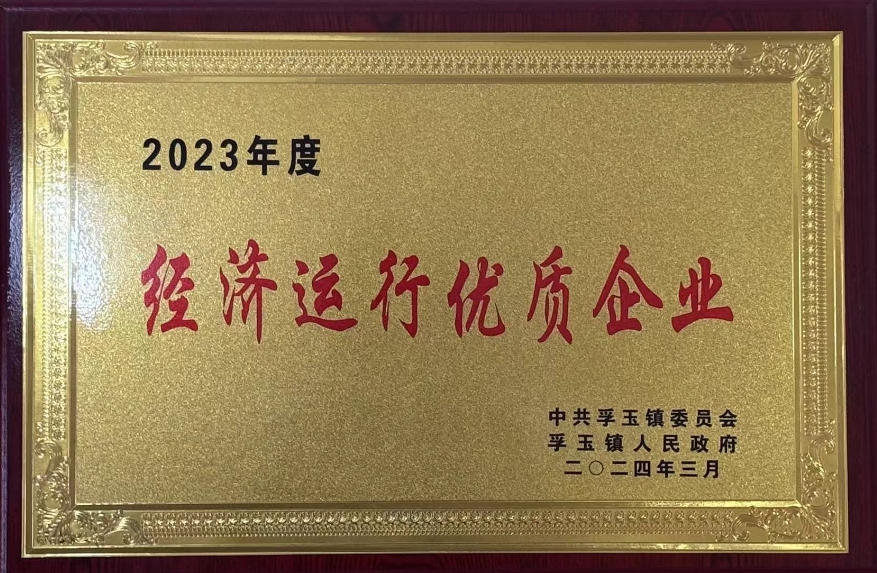 2023年度
经济运行优质企业
中共孚玉镇委员会
孚玉镇人民政府
二〇二四年三月